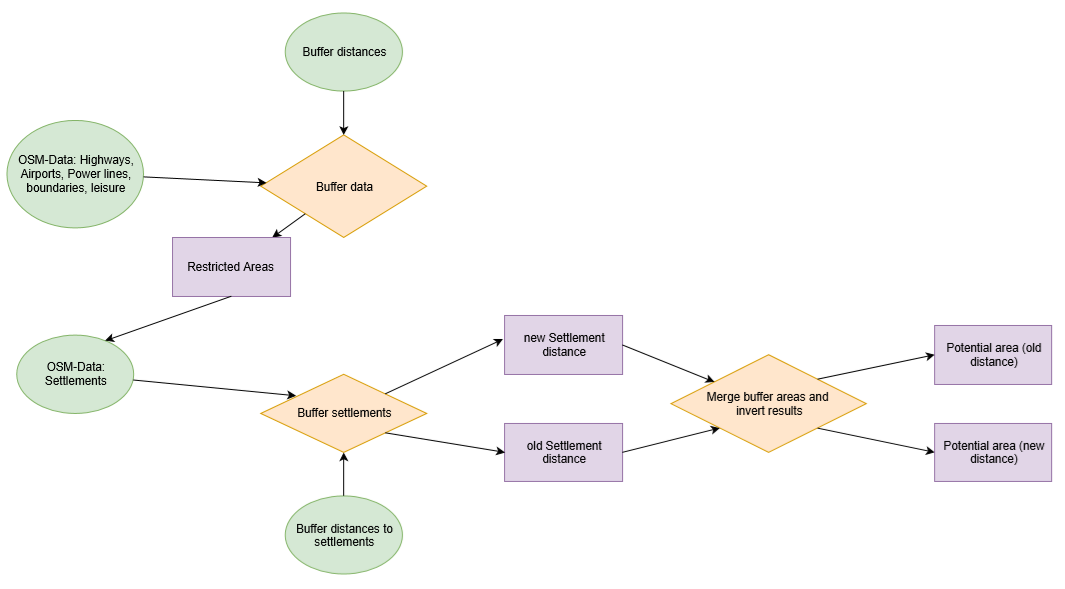 Buffer distances
OSM-Data: Highways,
Airports, Power lines,
boundaries, leisure
Buffer data
Restricted Areas
OSM-Data:
Settlements
Buffer settlements
new Settlement
distance
old Settlement
distance
Merge buffer areas and
invert results
Potential area (old
distance)
Potential area (new
distance)
Buffer distances to
settlements